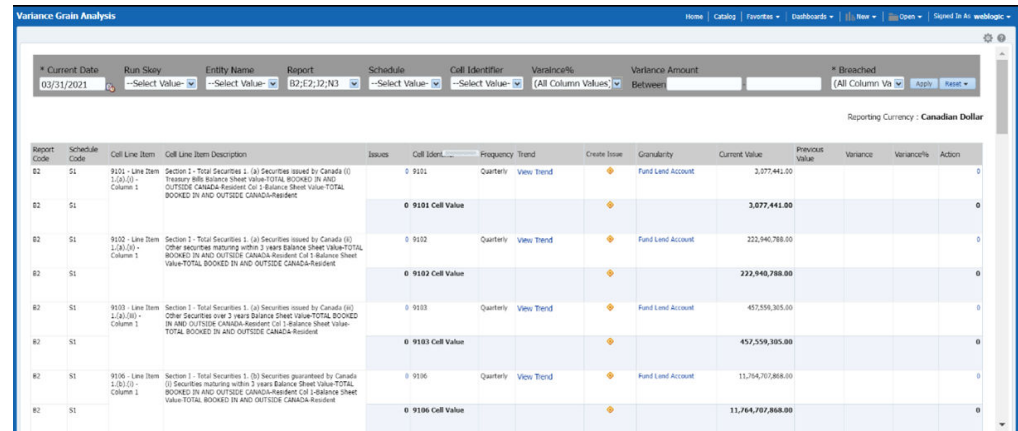 Variance Grain Analysis
Home | Catalog | Favorites | Dashboards | New | Open | Signed In As weblogic
* Current Date Run Skey Entity Name Report Schedule Cell Identifier Varaince% Variance Amount * Breached
03/31/2021 --Select Value- --Select Value- B2;E2;J2;N3 --Select Value- --Select Value- (All Column Values) Between - (All Column Va Apply Reset
Reporting Currency : Canadian Dollar
Report Code Schedule Code Cell Line Item Cell Line Item Description Issues Cell Ident Frequency Trend Create Issue Granularity Current Value Previous Value Variance Variance% Action
B2 S1 9101 - Line Item Section I - Total Securities 1. (a) Securities issued by Canada (i) 0 9101 Quarterly View Trend Fund Lend Account 3,077,441.00 0
1.(a).(i) - Treasury Bills Balance Sheet Value-TOTAL BOOKED IN AND
Column 1 OUTSIDE CANADA-Resident Col 1-Balance Sheet Value-TOTAL
BOOKED IN AND OUTSIDE CANADA-Resident
B2 S1 0 9101 Cell Value 3,077,441.00 0
B2 S1 9102 - Line Item Section I - Total Securities 1. (a) Securities issued by Canada (ii) 0 9102 Quarterly View Trend Fund Lend Account 222,940,788.00 0
1.(a).(ii) - Other securities maturing within 3 years Balance Sheet Value-TOTAL
Column 1 BOOKED IN AND OUTSIDE CANADA-Resident Col 1-Balance Sheet
Value-TOTAL BOOKED IN AND OUTSIDE CANADA-Resident
B2 S1 0 9102 Cell Value 222,940,788.00 0
B2 S1 9103 - Line Item Section I - Total Securities 1. (a) Securities issued by Canada (iii) 0 9103 Quarterly View Trend Fund Lend Account 457,559,305.00 0
1.(a).(iii) - Other Securities over 3 years Balance Sheet Value-TOTAL BOOKED
Column 1 IN AND OUTSIDE CANADA-Resident Col 1-Balance Sheet Value-
TOTAL BOOKED IN AND OUTSIDE CANADA-Resident
B2 S1 0 9103 Cell Value 457,559,305.00 0
B2 S1 9106 - Line Item Section I - Total Securities 1. (b) Securities guaranteed by Canada 0 9106 Quarterly View Trend Fund Lend Account 11,764,707,868.00 0
1.(b).(i) - (i) Securities maturing within 3 years Balance Sheet Value-TOTAL
Column 1 BOOKED IN AND OUTSIDE CANADA-Resident Col 1-Balance Sheet
Value-TOTAL BOOKED IN AND OUTSIDE CANADA-Resident
B2 S1 0 9106 Cell Value 11,764,707,868.00 0